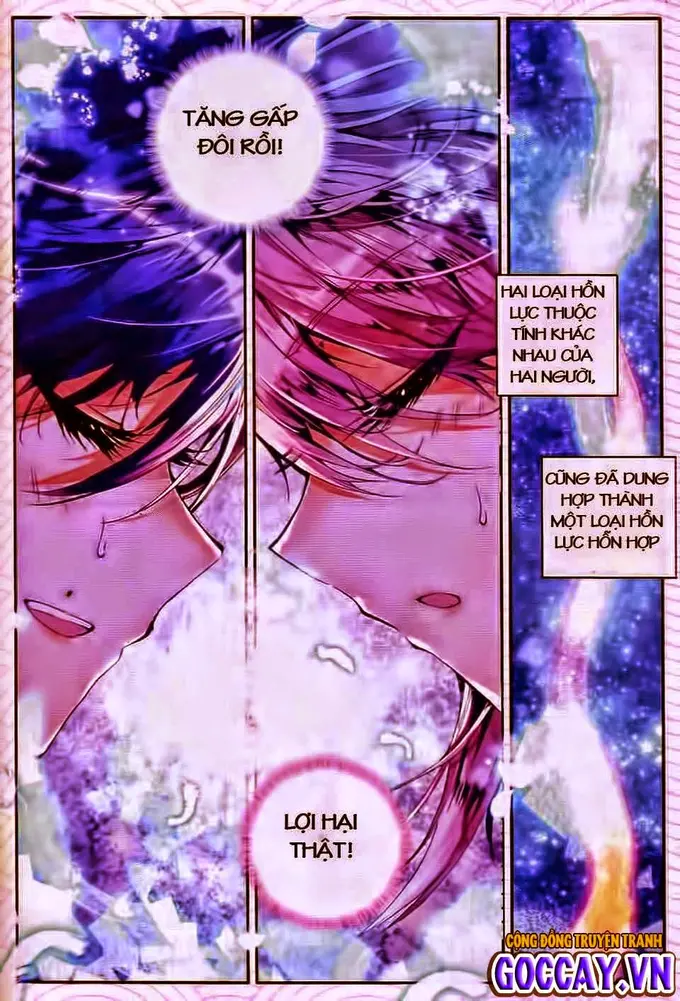 TĂNG GẤP
ĐÔI RỒI!
HAI LOẠI HỒN
LỰC THUỘC
TÍNH KHÁC
NHAU CỦA
HAI NGƯỜI,
CŨNG ĐÃ DUNG
HỢP THÀNH
MỘT LOẠI HỒN
LỰC HỖN HỢP
LỢI HẠI
THẬT!
CỘNG ĐỒNG TRUYỆN TRANH
GOCCAY.VN